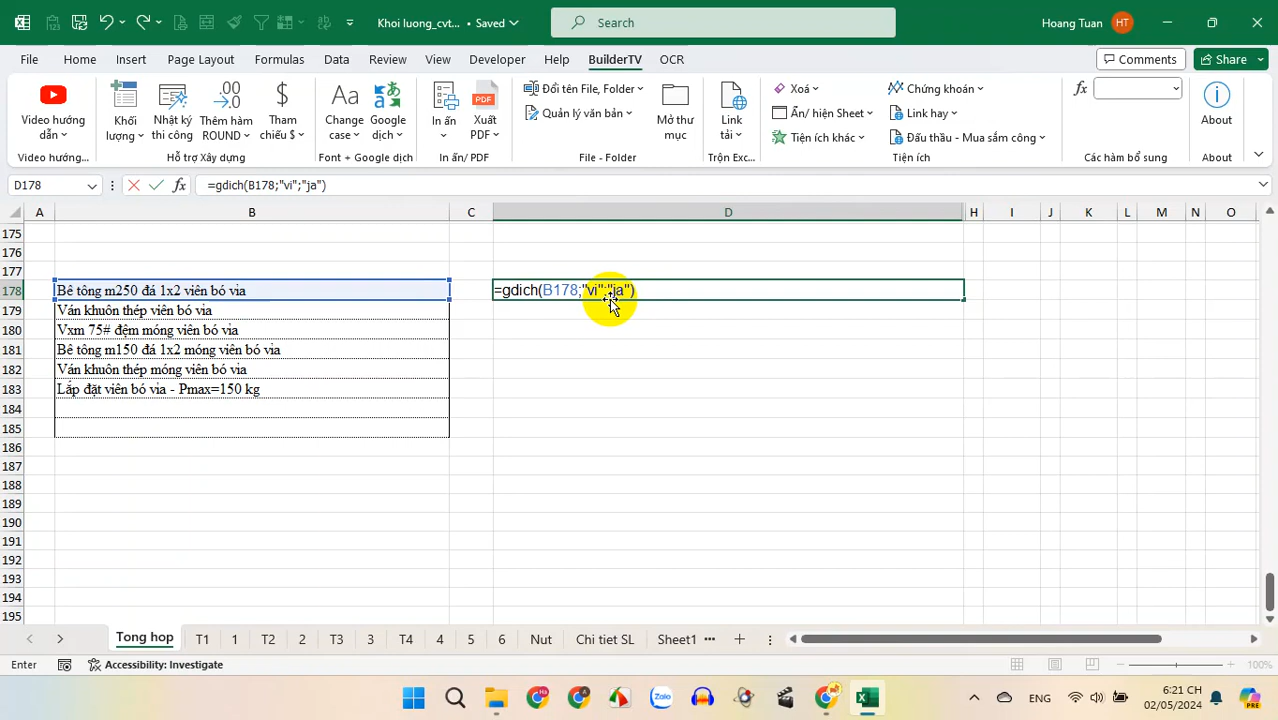 Khoi luong_cvt... • Saved
Search
Hoang Tuan HT
File Home Insert Page Layout Formulas Data Review View Developer Help BuilderTV OCR
Comments Share
Video hướng dẫn
Video hướng...
Khối lượng
Nhật ký thi công
Thêm hàm ROUND
Tham chiếu $
Hỗ trợ Xây dựng
Change case
Google dịch
Font + Google dịch
In ấn
Xuất PDF
In ấn/ PDF
Đổi tên File, Folder
Quản lý văn bản
Mở thư mục
File - Folder
Link tải
Trộn Exc...
Xoá
Ẩn/ hiện Sheet
Tiện ích khác
Chứng khoán
Link hay
Đấu thầu - Mua sắm công
Tiện ích
fx
Các hàm bổ sung
About
About
D178 fx =gdich(B178;"vi";"ja")
A B C D H I J K L M N O
175
176
177
178 Bê tông m250 đá 1x2 viên bó vỉa =gdich(B178;"vi";"ja")
179 Ván khuôn thép viên bó vỉa
180 Vxm 75# đệm móng viên bó vỉa
181 Bê tông m150 đá 1x2 móng viên bó vỉa
182 Ván khuôn thép móng viên bó vỉa
183 Lắp đặt viên bó vỉa - Pmax=150 kg
184
185
186
187
188
189
190
191
192
193
194
195
Tong hop T1 1 T2 2 T3 3 T4 4 5 6 Nut Chi tiet SL Sheet1 ...
Enter Accessibility: Investigate 100%
Zalo ENG 6:21 CH
02/05/2024
PRE